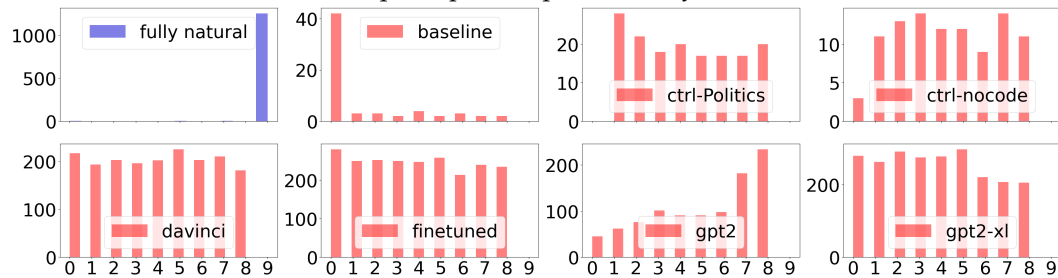 1000 fully natural
500
0
40 baseline
20
0
20
10 ctrl-Politics
0
10
5 ctrl-nocode
0
200
100 davinci
0
0 1 2 3 4 5 6 7 8 9
200
100 finetuned
0
0 1 2 3 4 5 6 7 8 9
200
100 gpt2
0
0 1 2 3 4 5 6 7 8 9
200
gpt2-xl
0
0 1 2 3 4 5 6 7 8 9